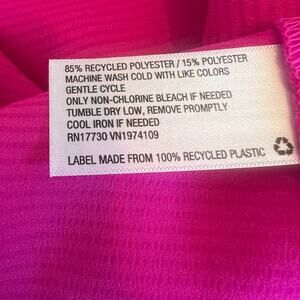 85% RECYCLED POLYESTER / 15% POLYESTER
MACHINE WASH COLD WITH LIKE COLORS
GENTLE CYCLE
ONLY NON-CHLORINE BLEACH IF NEEDED
TUMBLE DRY LOW, REMOVE PROMPTLY
COOL IRON IF NEEDED
RN17730 VN1974109
LABEL MADE FROM 100% RECYCLED PLASTIC